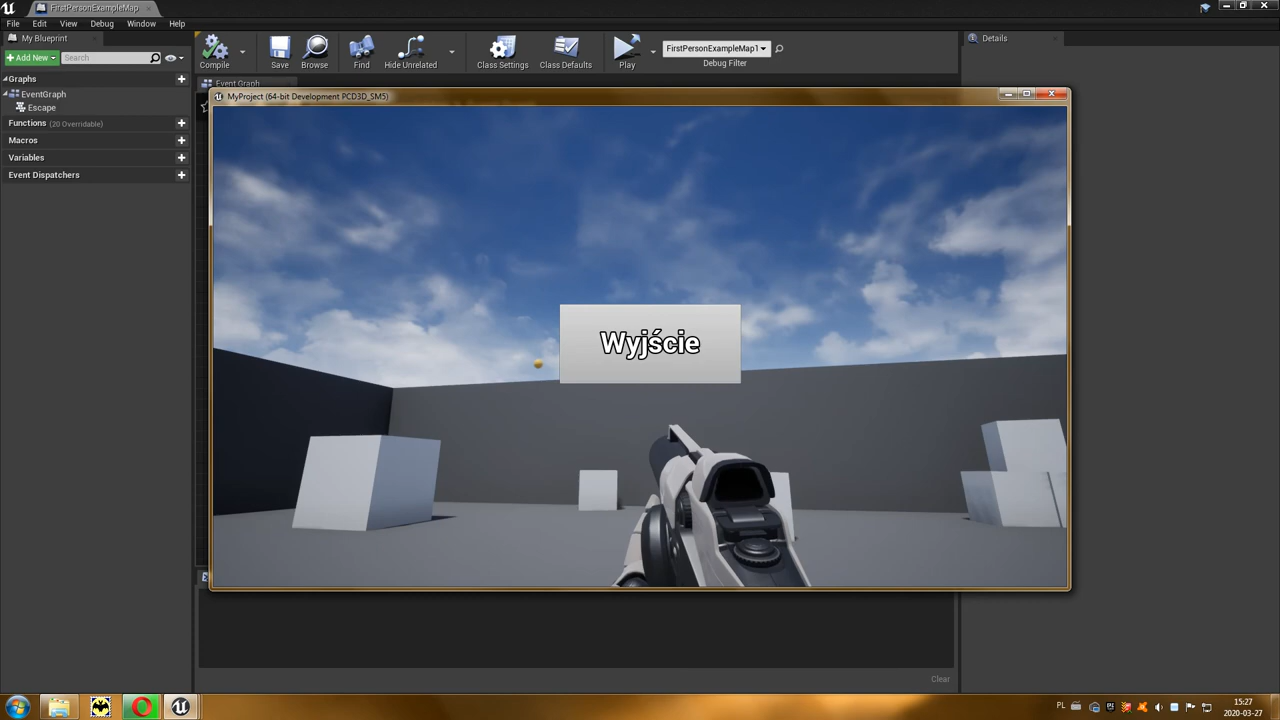 FirstPersonExampleMap
File Edit View Debug Window Help
My Blueprint
Details
Add New
Search
Compile
Save
Browse
Find
Hide Unrelated
Class Settings
Class Defaults
Play
FirstPersonExampleMap1
Debug Filter
Graphs
Event Graph
EventGraph
Escape
Functions (20 Overridable)
Macros
Variables
Event Dispatchers
MyProject (64-bit Development PCD3D_SM5)
Wyjście
Clear
PL
15:27
2020-03-27